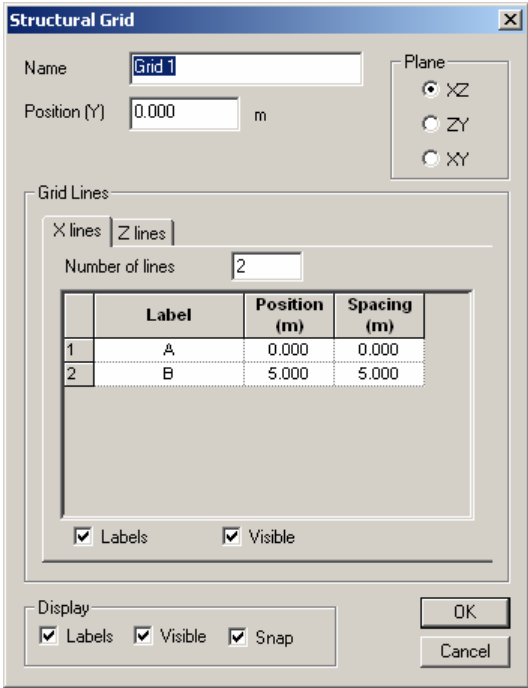 Structural Grid
Name Grid 1
Position (Y) 0.000 m
Plane
XZ
ZY
XY
Grid Lines
X lines Z lines
Number of lines 2
Label Position (m) Spacing (m)
1 A 0.000 0.000
2 B 5.000 5.000
Labels Visible
Display
Labels Visible Snap
OK
Cancel